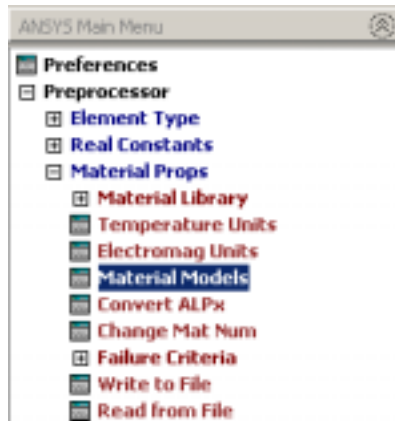 ANSYS Main Menu
Preferences
Preprocessor
Element Type
Real Constants
Material Props
Material Library
Temperature Units
Electromag Units
Material Models
Convert ALPx
Change Mat Num
Failure Criteria
Write to File
Read from File